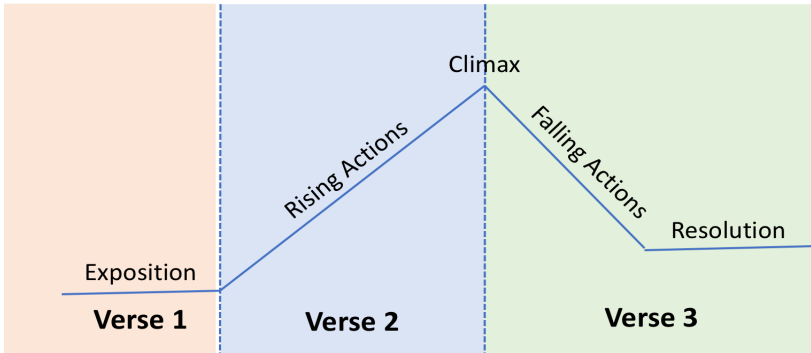 Exposition
Rising Actions
Climax
Falling Actions
Resolution
Verse 1
Verse 2
Verse 3